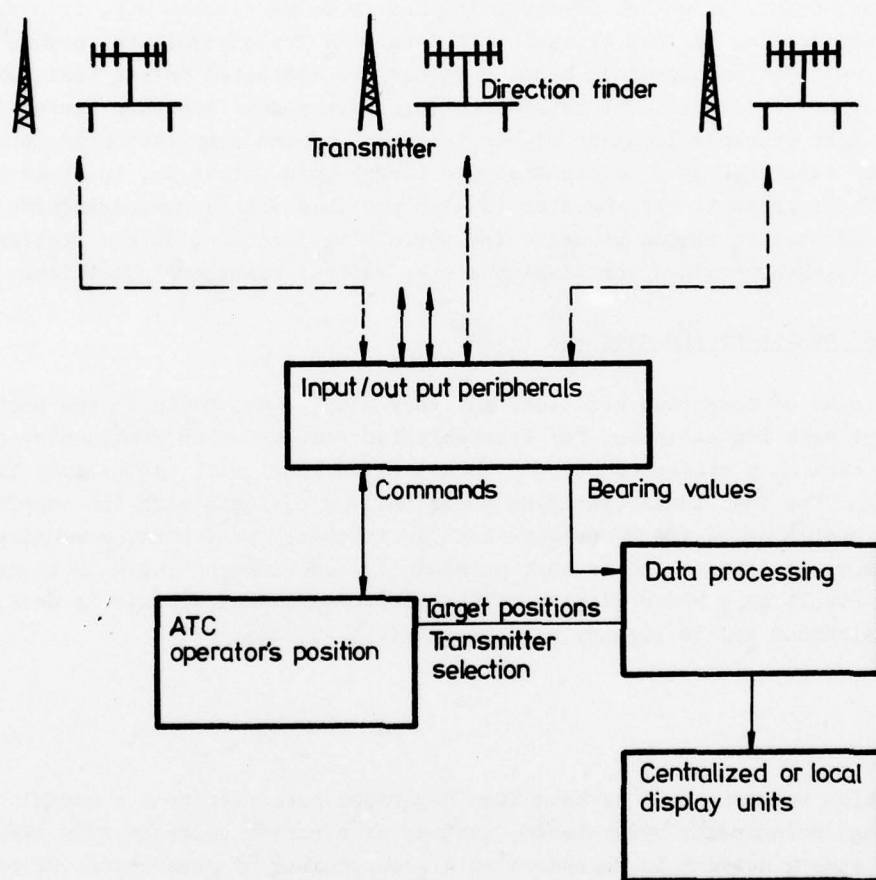 Direction finder
Transmitter
Input/out put peripherals
Commands
Bearing values
Data processing
Target positions
Transmitter
selection
ATC
operator's position
Centralized or local
display units